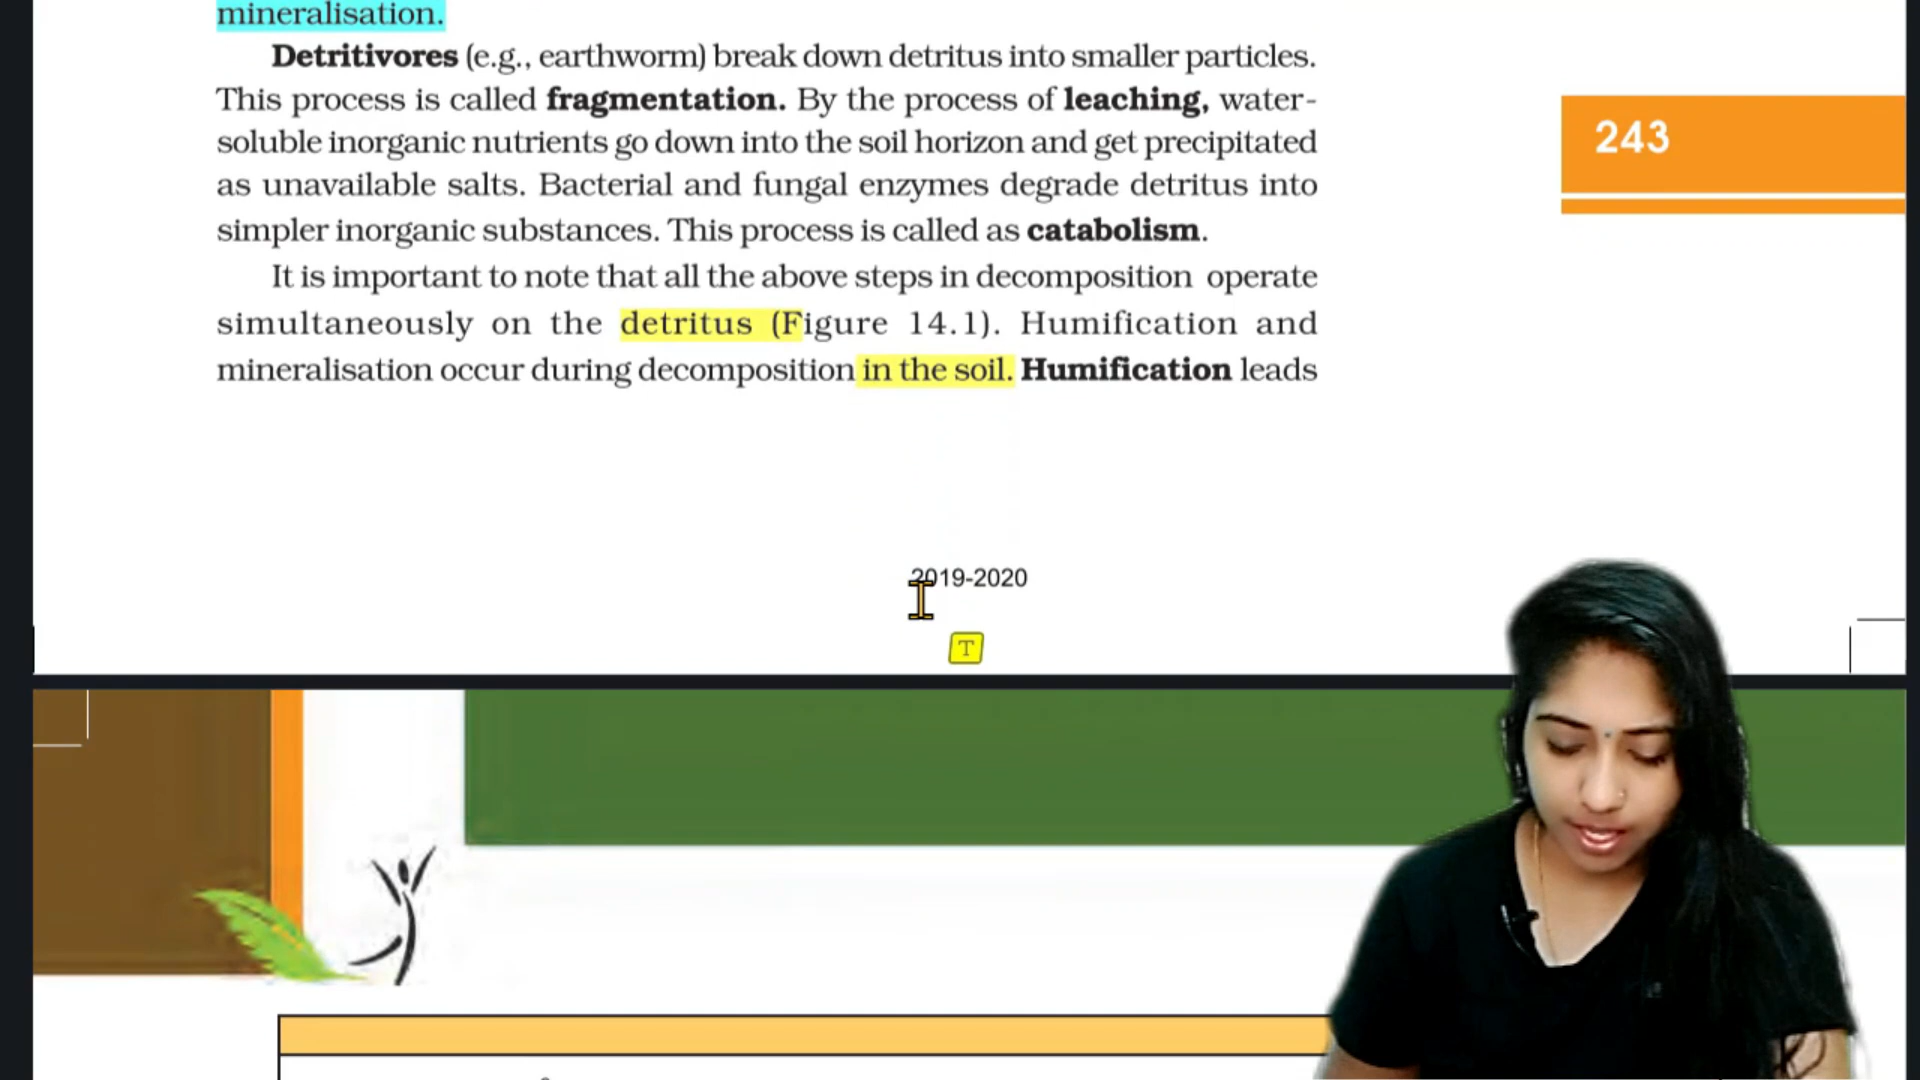 mineralisation.
Detritivores (e.g., earthworm) break down detritus into smaller particles.
This process is called fragmentation. By the process of leaching, water-
soluble inorganic nutrients go down into the soil horizon and get precipitated
as unavailable salts. Bacterial and fungal enzymes degrade detritus into
simpler inorganic substances. This process is called as catabolism.
It is important to note that all the above steps in decomposition operate
simultaneously on the detritus (Figure 14.1). Humification and
mineralisation occur during decomposition in the soil. Humification leads
243
2019-2020
T